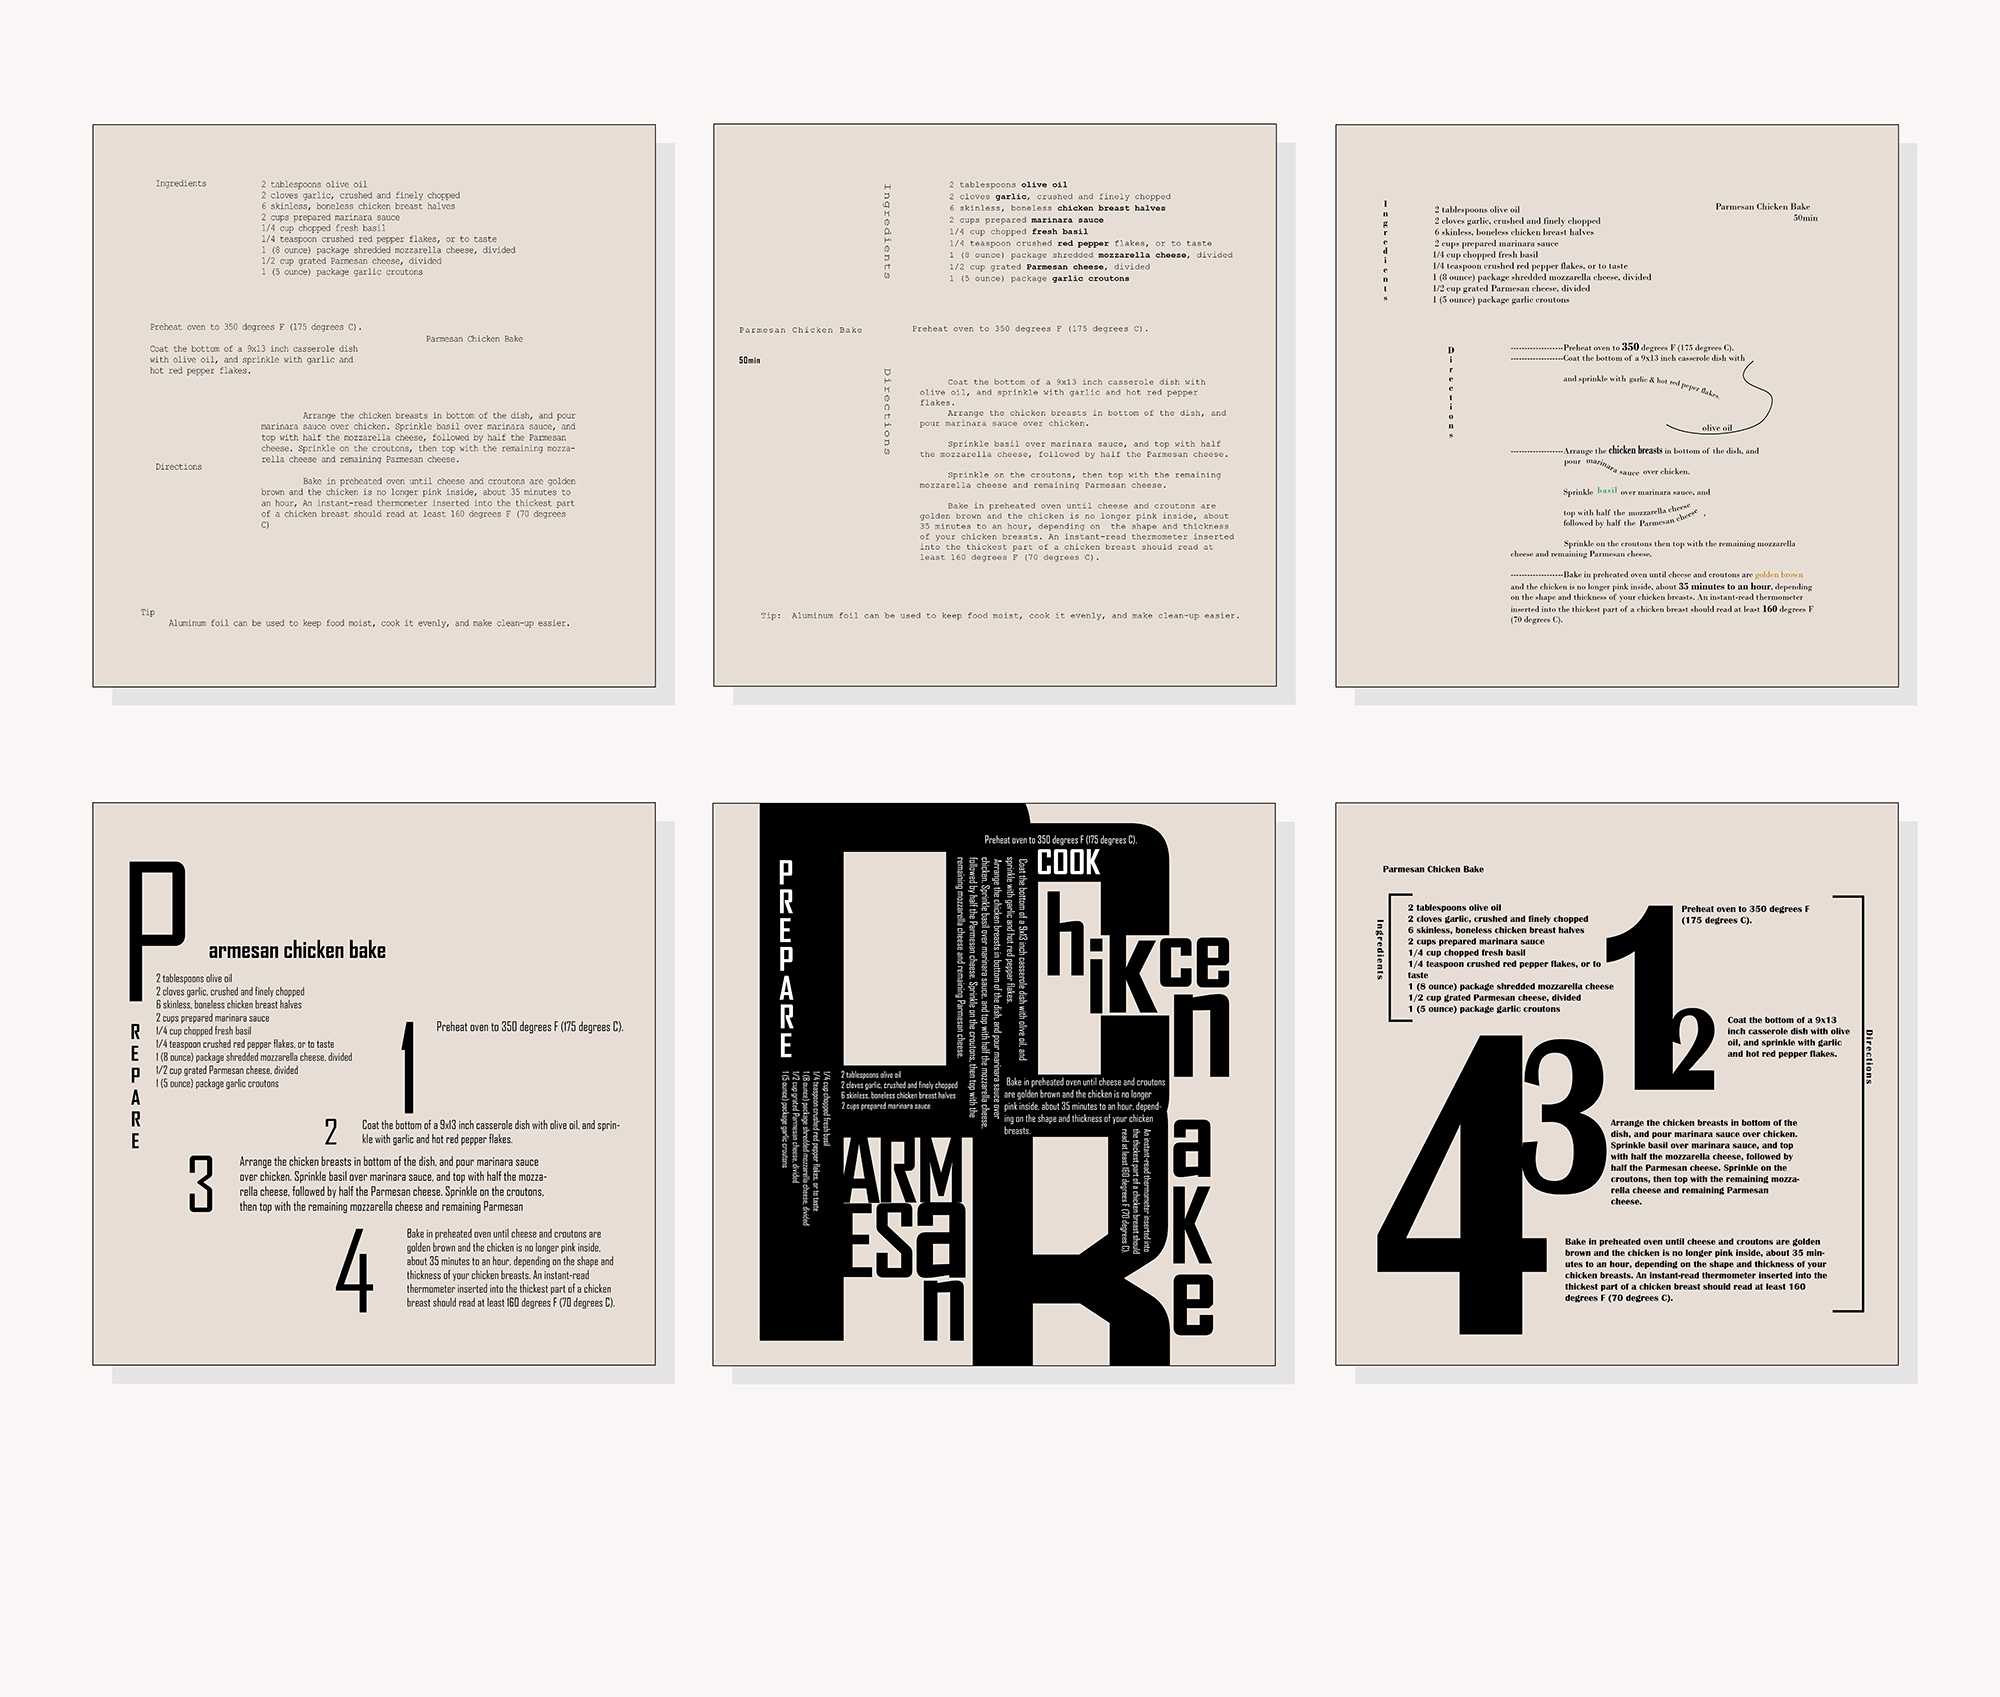 Ingredients
2 tablespoons olive oil
2 cloves garlic, crushed and finely chopped
6 skinless, boneless chicken breast halves
2 cups prepared marinara sauce
1/4 cup chopped fresh basil
1/4 teaspoon crushed red pepper flakes, or to taste
1 (8 ounce) package shredded mozzarella cheese, divided
1/2 cup grated Parmesan cheese, divided
1 (5 ounce) package garlic croutons
Preheat oven to 350 degrees F (175 degrees C).
Parmesan Chicken Bake
Coat the bottom of a 9x13 inch casserole dish
with olive oil, and sprinkle with garlic and
hot red pepper flakes.
Arrange the chicken breasts in bottom of the dish, and pour
marinara sauce over chicken. Sprinkle basil over marinara sauce, and
top with half the mozzarella cheese, followed by half the Parmesan
cheese. Sprinkle on the croutons, then top with the remaining mozza-
rella cheese and remaining Parmesan cheese.
Directions
Bake in preheated oven until cheese and croutons are golden
brown and the chicken is no longer pink inside, about 35 minutes to
an hour, An instant-read thermometer inserted into the thickest part
of a chicken breast should read at least 160 degrees F (70 degrees
C)
Tip
Aluminum foil can be used to keep food moist, cook it evenly, and make clean-up easier.
Ingredients
2 tablespoons olive oil
2 cloves garlic, crushed and finely chopped
6 skinless, boneless chicken breast halves
2 cups prepared marinara sauce
1/4 cup chopped fresh basil
1/4 teaspoon crushed red pepper flakes, or to taste
1 (8 ounce) package shredded mozzarella cheese, divided
1/2 cup grated Parmesan cheese, divided
1 (5 ounce) package garlic croutons
Parmesan Chicken Bake
Preheat oven to 350 degrees F (175 degrees C).
50min
Directions
Coat the bottom of a 9x13 inch casserole dish with
olive oil, and sprinkle with garlic and hot red pepper
flakes.
Arrange the chicken breasts in bottom of the dish, and
pour marinara sauce over chicken.
Sprinkle basil over marinara sauce, and top with half
the mozzarella cheese, followed by half the Parmesan cheese.
Sprinkle on the croutons, then top with the remaining
mozzarella cheese and remaining Parmesan cheese.
Bake in preheated oven until cheese and croutons are
golden brown and the chicken is no longer pink inside, about
35 minutes to an hour, depending on the shape and thickness
of your chicken breasts. An instant-read thermometer inserted
into the thickest part of a chicken breast should read at
least 160 degrees F (70 degrees C).
Tip: Aluminum foil can be used to keep food moist, cook it evenly, and make clean-up easier.
Ingredients
2 tablespoons olive oil
2 cloves garlic, crushed and finely chopped
6 skinless, boneless chicken breast halves
2 cups prepared marinara sauce
1/4 cup chopped fresh basil
1/4 teaspoon crushed red pepper flakes, or to taste
1 (8 ounce) package shredded mozzarella cheese, divided
1/2 cup grated Parmesan cheese, divided
1 (5 ounce) package garlic croutons
Parmesan Chicken Bake
50min
Directions
-------------------Preheat oven to 350 degrees F (175 degrees C).
-------------------Coat the bottom of a 9x13 inch casserole dish with
and sprinkle with garlic & hot red peper flakes.
olive oil
-------------------Arrange the chicken breasts in bottom of the dish, and
pour marinara sauce over chicken.
Sprinkle basil over marinara sauce, and
top with half the mozzarella cheese
followed by half the Parmesan cheese ,
Sprinkle on the croutons then top with the remaining mozzarella
cheese and remaining Parmesan cheese.
-------------------Bake in preheated oven until cheese and croutons are golden brown
and the chicken is no longer pink inside, about 35 minutes to an hour, depending
on the shape and thickness of your chicken breasts. An instant-read thermometer
inserted into the thickest part of a chicken breast should read at least 160 degrees F
(70 degrees C).
P
armesan chicken bake
PREPARE
2 tablespoons olive oil
2 cloves garlic, crushed and finely chopped
6 skinless, boneless chicken breast halves
2 cups prepared marinara sauce
1/4 cup chopped fresh basil
1/4 teaspoon crushed red pepper flakes, or to taste
1 (8 ounce) package shredded mozzarella cheese, divided
1/2 cup grated Parmesan cheese, divided
1 (5 ounce) package garlic croutons
1
Preheat oven to 350 degrees F (175 degrees C).
2
Coat the bottom of a 9x13 inch casserole dish with olive oil, and sprin-
kle with garlic and hot red pepper flakes.
3
Arrange the chicken breasts in bottom of the dish, and pour marinara sauce
over chicken. Sprinkle basil over marinara sauce, and top with half the mozza-
rella cheese, followed by half the Parmesan cheese. Sprinkle on the croutons,
then top with the remaining mozzarella cheese and remaining Parmesan
4
Bake in preheated oven until cheese and croutons are
golden brown and the chicken is no longer pink inside,
about 35 minutes to an hour, depending on the shape and
thickness of your chicken breasts. An instant-read
thermometer inserted into the thickest part of a chicken
breast should read at least 160 degrees F (70 degrees C).
P
PREPARE
2 tablespoons olive oil
2 cloves garlic, crushed and finely chopped
6 skinless, boneless chicken breast halves
2 cups prepared marinara sauce
1/4 cup chopped fresh basil
1/4 teaspoon crushed red pepper flakes, or to taste
1 (8 ounce) package shredded mozzarella cheese, divided
1/2 cup grated Parmesan cheese, divided
1 (5 ounce) package garlic croutons
ARM
ESa
n
Preheat oven to 350 degrees F (175 degrees C).
COOK
Coat the bottom of a 9x13 inch casserole dish with olive oil, and
sprinkle with garlic and hot red pepper flakes.
Arrange the chicken breasts in bottom of the dish, and pour marinara sauce over
chicken. Sprinkle basil over marinara sauce, and top with half the mozzarella cheese,
followed by half the Parmesan cheese. Sprinkle on the croutons, then top with the
remaining mozzarella cheese and remaining Parmesan cheese.
hikce
n
Bake in preheated oven until cheese and croutons
are golden brown and the chicken is no longer
pink inside, about 35 minutes to an hour, depend-
ing on the shape and thickness of your chicken
breasts.
An instant-read thermometer inserted into
the thickest part of a chicken breast should
read at least 160 degrees F (70 degrees C).
ake
Parmesan Chicken Bake
Ingredients
2 tablespoons olive oil
2 cloves garlic, crushed and finely chopped
6 skinless, boneless chicken breast halves
2 cups prepared marinara sauce
1/4 cup chopped fresh basil
1/4 teaspoon crushed red pepper flakes, or to
taste
1 (8 ounce) package shredded mozzarella cheese
1/2 cup grated Parmesan cheese, divided
1 (5 ounce) package garlic croutons
Directions
1
Preheat oven to 350 degrees F
(175 degrees C).
2
Coat the bottom of a 9x13
inch casserole dish with olive
oil, and sprinkle with garlic
and hot red pepper flakes.
3
Arrange the chicken breasts in bottom of the
dish, and pour marinara sauce over chicken.
Sprinkle basil over marinara sauce, and top
with half the mozzarella cheese, followed by
half the Parmesan cheese. Sprinkle on the
croutons, then top with the remaining mozza-
rella cheese and remaining Parmesan
cheese.
4
Bake in preheated oven until cheese and croutons are golden
brown and the chicken is no longer pink inside, about 35 min-
utes to an hour, depending on the shape and thickness of your
chicken breasts. An instant-read thermometer inserted into the
thickest part of a chicken breast should read at least 160
degrees F (70 degrees C).